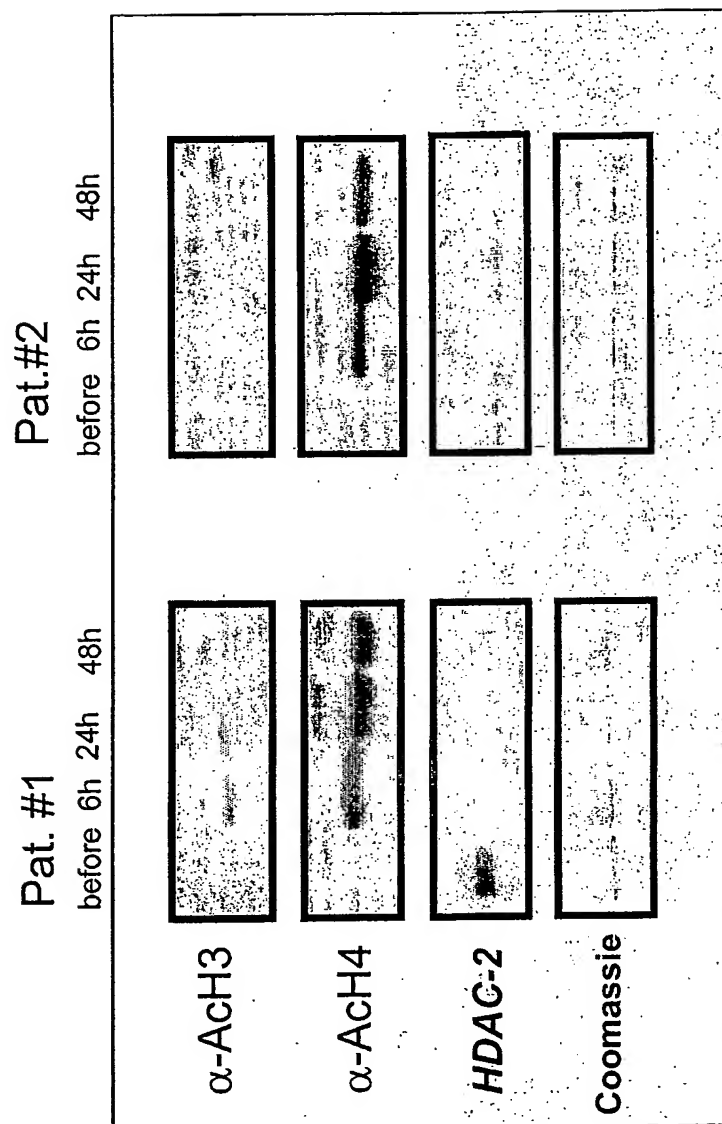 Pat. #1
Pat.#2
before 6h 24h 48h
before 6h 24h 48h
α-AcH3
α-AcH4
HDAC-2
Coomassie